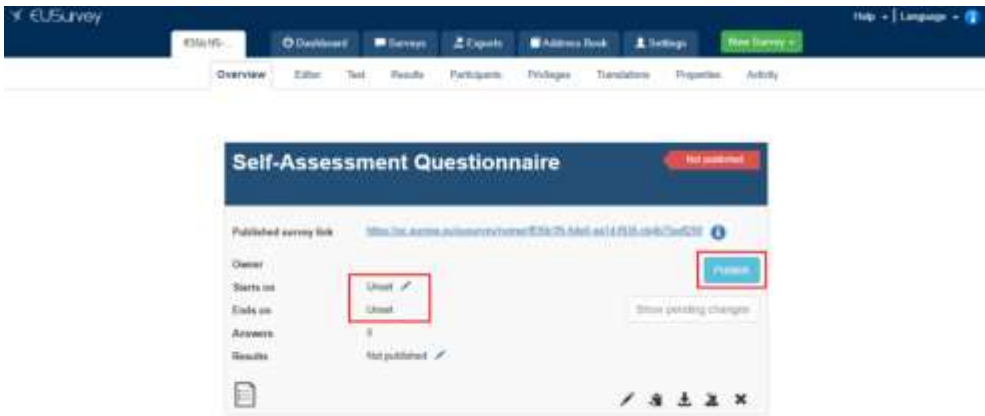 EUSurvey
Help Language
Dashboard Surveys Exports Address Book Settings New Survey
Overview Editor Test Results Participants Privileges Translations Properties Activity
Self-Assessment Questionnaire
Not published
Published survey link
Owner
Publish
Starts on Unset
Ends on Unset
Show pending changes
Answers 0
Results Not published